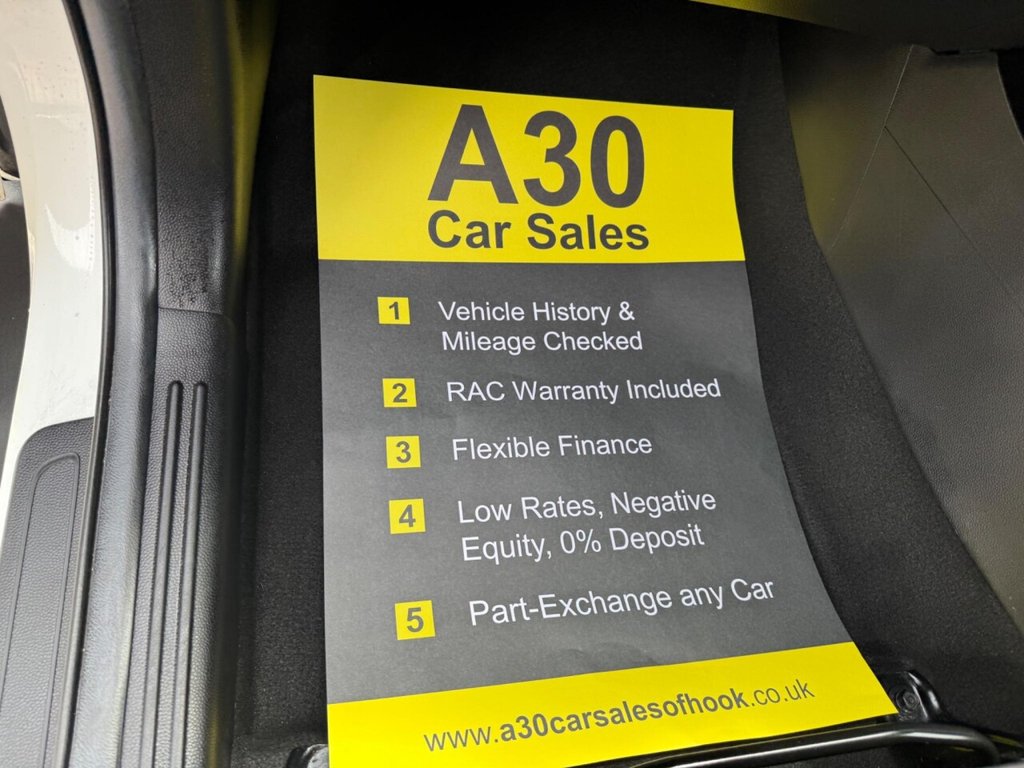 A30
Car Sales
1 Vehicle History &
Mileage Checked
2 RAC Warranty Included
3 Flexible Finance
4 Low Rates, Negative
Equity, 0% Deposit
5 Part-Exchange any Car
www.a30carsalesofhook.co.uk